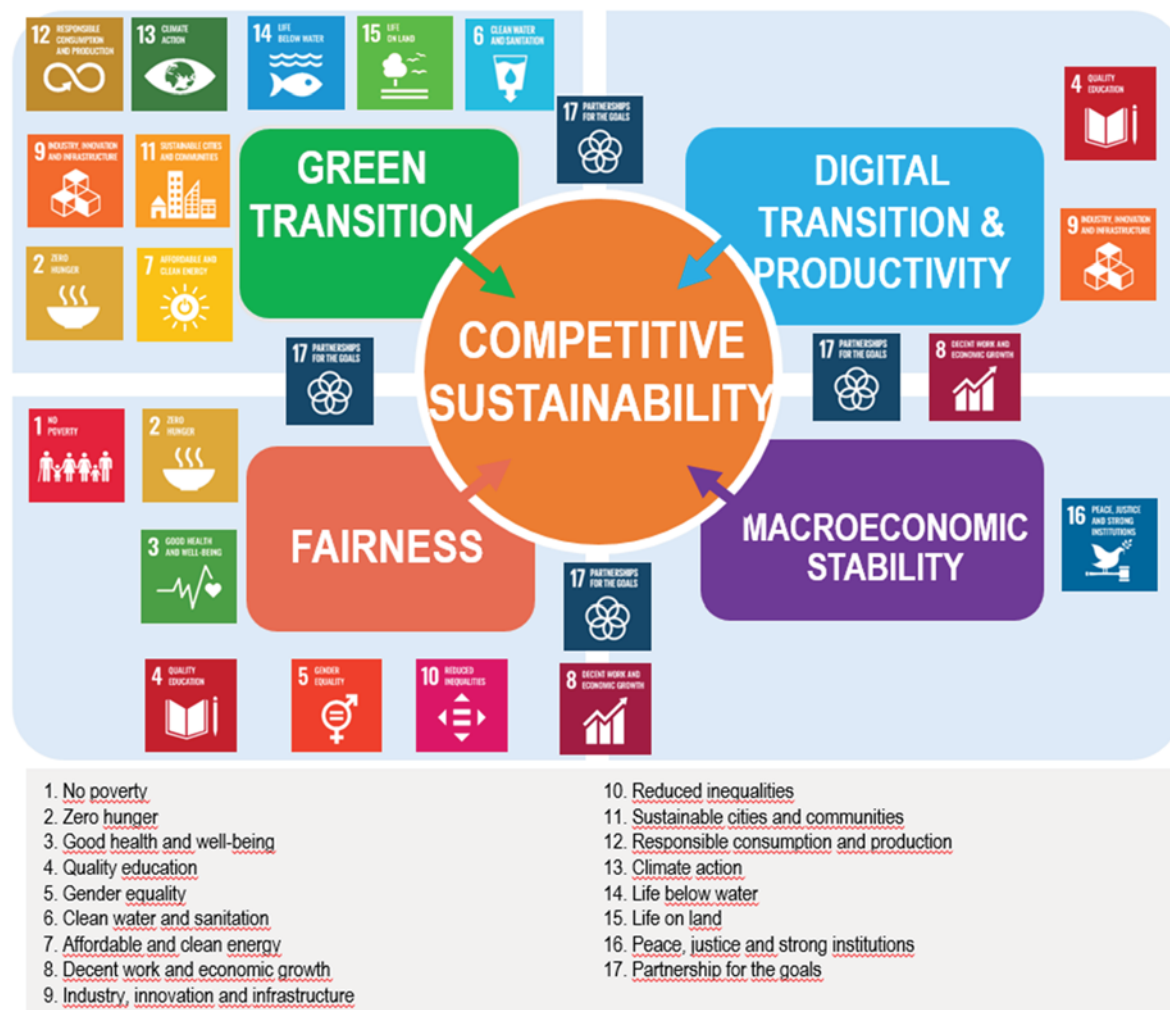 12 RESPONSIBLE
CONSUMPTION
AND PRODUCTION
13 CLIMATE
ACTION
14 LIFE
BELOW WATER
15 LIFE
ON LAND
6 CLEAN WATER
AND SANITATION
17 PARTNERSHIPS
FOR THE GOALS
4 QUALITY
EDUCATION
9 INDUSTRY, INNOVATION
AND INFRASTRUCTURE
11 SUSTAINABLE CITIES
AND COMMUNITIES
GREEN
TRANSITION
DIGITAL
TRANSITION &
PRODUCTIVITY
9 INDUSTRY, INNOVATION
AND INFRASTRUCTURE
2 ZERO
HUNGER
7 AFFORDABLE AND
CLEAN ENERGY
COMPETITIVE
SUSTAINABILITY
17 PARTNERSHIPS
FOR THE GOALS
17 PARTNERSHIPS
FOR THE GOALS
8 DECENT WORK AND
ECONOMIC GROWTH
1 NO
POVERTY
2 ZERO
HUNGER
3 GOOD HEALTH
AND WELL-BEING
FAIRNESS
MACROECONOMIC
STABILITY
16 PEACE, JUSTICE
AND STRONG
INSTITUTIONS
17 PARTNERSHIPS
FOR THE GOALS
4 QUALITY
EDUCATION
5 GENDER
EQUALITY
10 REDUCED
INEQUALITIES
8 DECENT WORK AND
ECONOMIC GROWTH
1. No poverty
2. Zero hunger
3. Good health and well-being
4. Quality education
5. Gender equality
6. Clean water and sanitation
7. Affordable and clean energy
8. Decent work and economic growth
9. Industry, innovation and infrastructure
10. Reduced inequalities
11. Sustainable cities and communities
12. Responsible consumption and production
13. Climate action
14. Life below water
15. Life on land
16. Peace, justice and strong institutions
17. Partnership for the goals